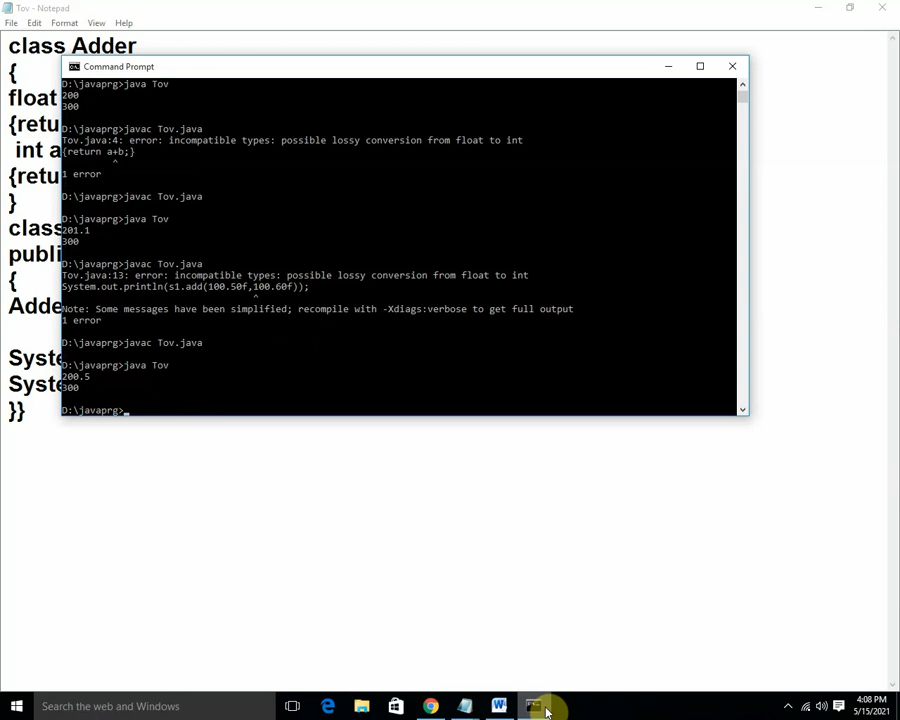 Tov - Notepad
File Edit Format View Help
class Adder
{
float
{retu
int a
{retu
}
class
publi
{
Adde
Syste
Syste
}}
Command Prompt
D:\javaprg>java Tov
200
300
D:\javaprg>javac Tov.java
Tov.java:4: error: incompatible types: possible lossy conversion from float to int
{return a+b;}
^
1 error
D:\javaprg>javac Tov.java
D:\javaprg>java Tov
201.1
300
D:\javaprg>javac Tov.java
Tov.java:13: error: incompatible types: possible lossy conversion from float to int
System.out.println(s1.add(100.50f,100.60f));
^
Note: Some messages have been simplified; recompile with -Xdiags:verbose to get full output
1 error
D:\javaprg>javac Tov.java
D:\javaprg>java Tov
200.5
300
D:\javaprg>_
Search the web and Windows
4:08 PM
5/15/2021